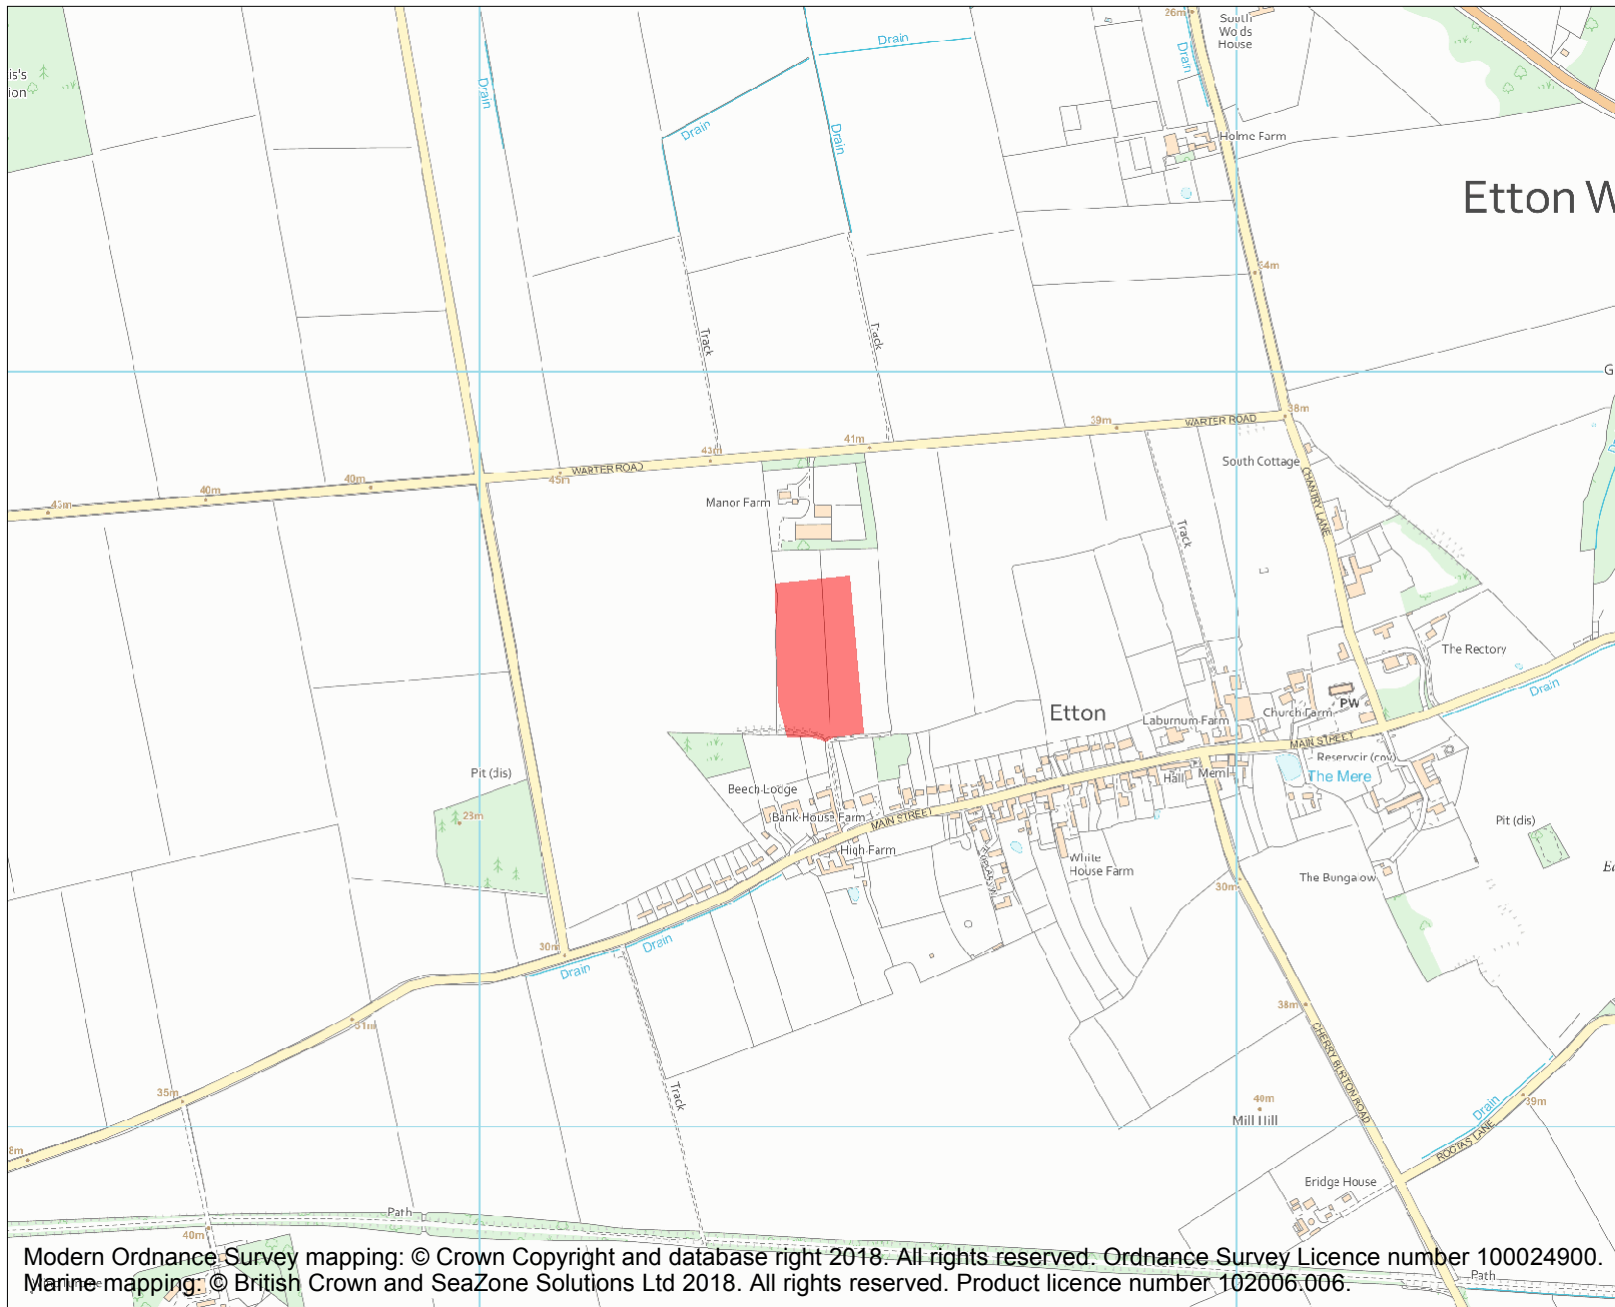 26m
South
Wolds
House
Drain
Drain
Drain
Drain
Drain
Holme Farm
Etton W
34m
Track
Track
38m
39m
WARTER ROAD
41m
43m
WARTER ROAD
45m
40m
40m
South Cottage
CHANTRY LANE
Manor Farm
Track
The Rectory
Drain
Etton
PW
Church Farm
Laburnum Farm
MAIN STREET
Reservoir (cov)
The Mere
Hall
Meml
Pit (dis)
Beech Lodge
Bank House Farm
MAIN STREET
High Farm
28m
Pit (dis)
White
House Farm
The Bungalow
30m
30m
Drain
Drain
31m
38m
CHERRY BURTON ROAD
35m
Track
40m
Mill Hill
Drain
39m
ROOTAS LANE
Bridge House
Path
40m
Path
Modern Ordnance Survey mapping: © Crown Copyright and database right 2018. All rights reserved. Ordnance Survey Licence number 100024900.
Marine mapping: © British Crown and SeaZone Solutions Ltd 2018. All rights reserved. Product licence number 102006.006.